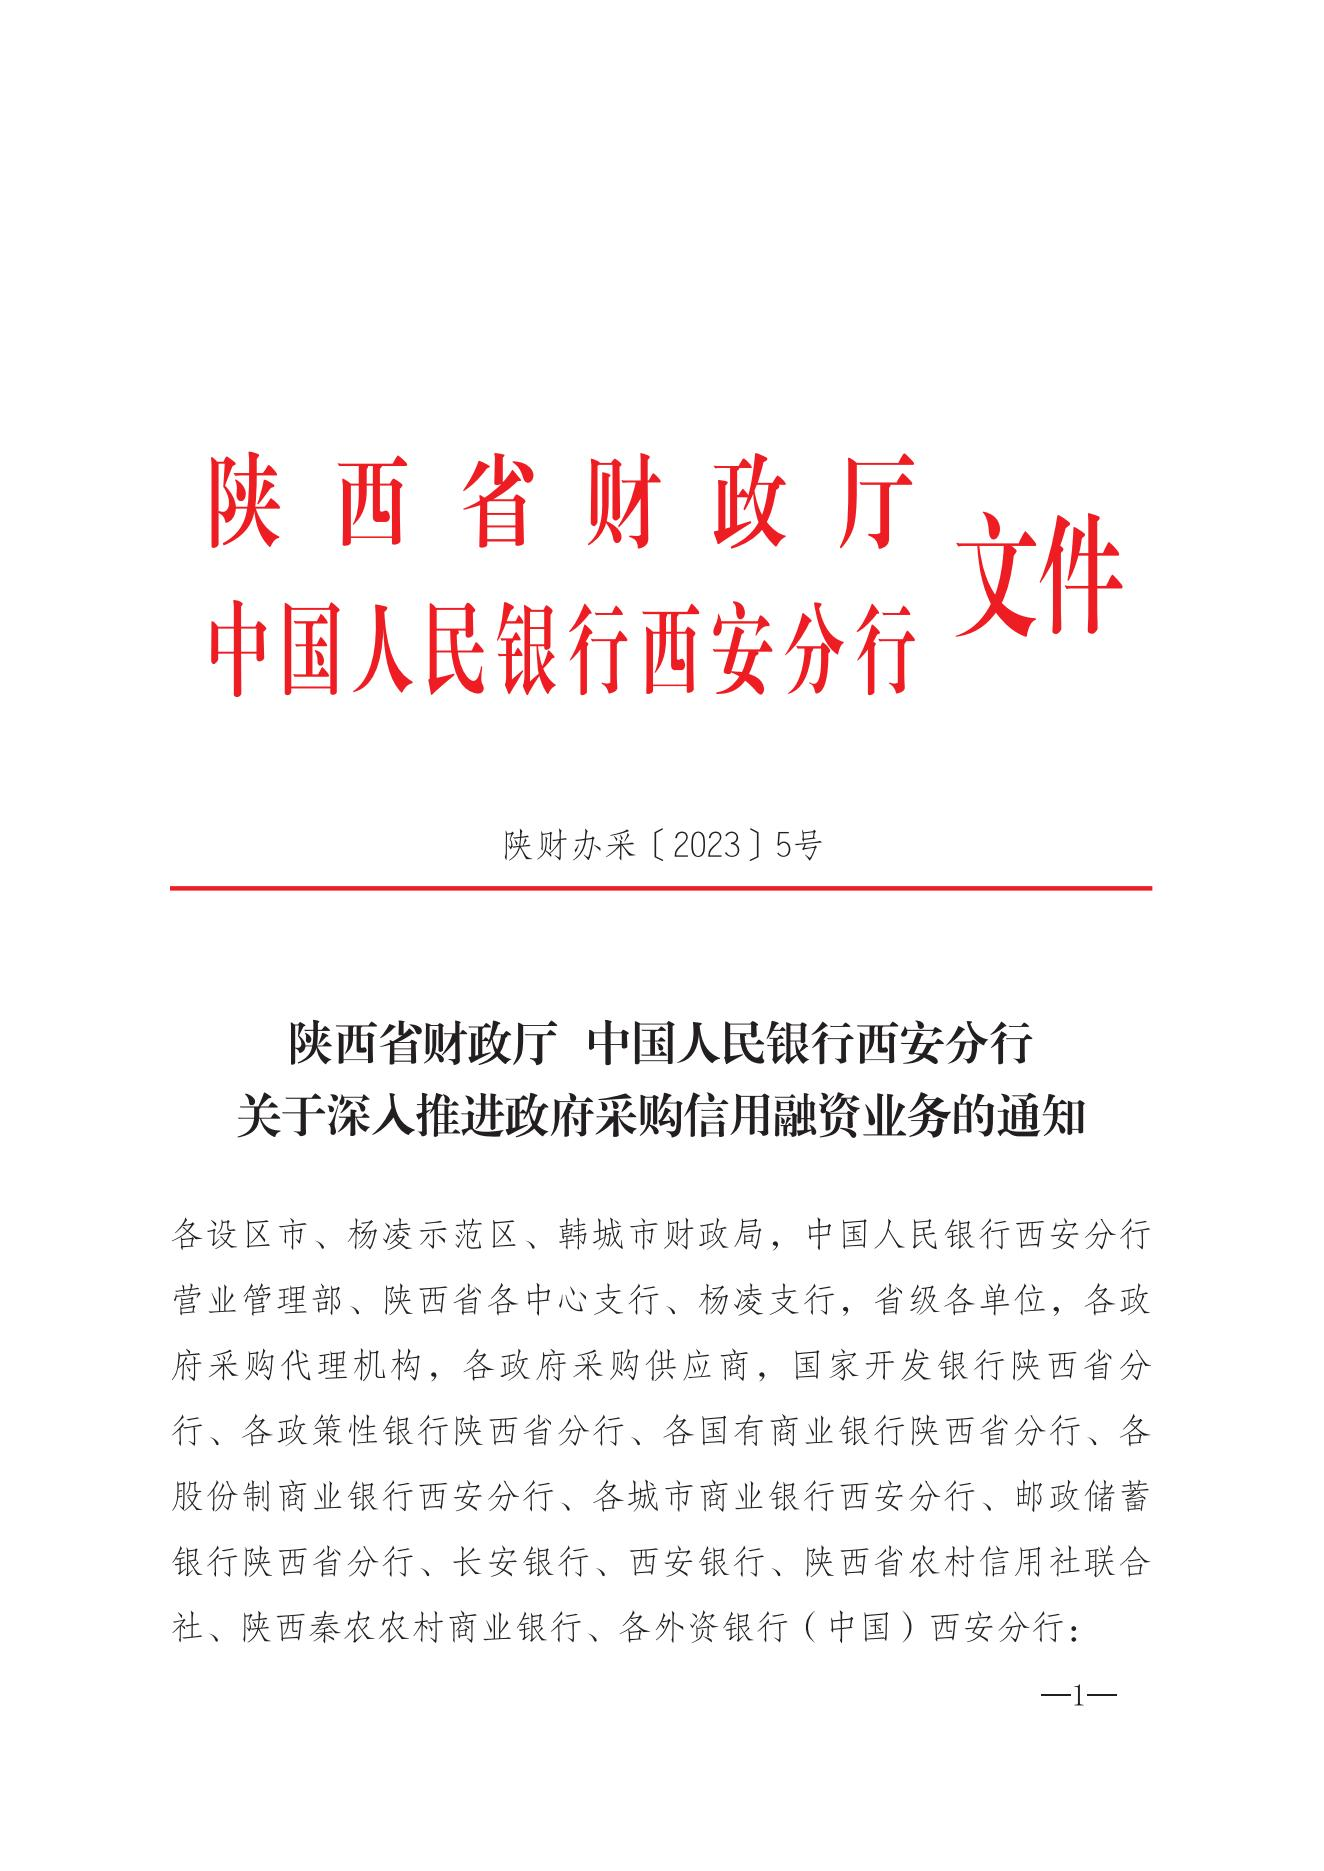 陕西省财政厅
中国人民银行西安分行
文件
陕财办采〔2023〕5号
陕西省财政厅 中国人民银行西安分行
关于深入推进政府采购信用融资业务的通知
各设区市、杨凌示范区、韩城市财政局，中国人民银行西安分行
营业管理部、陕西省各中心支行、杨凌支行，省级各单位，各政
府采购代理机构，各政府采购供应商，国家开发银行陕西省分
行、各政策性银行陕西省分行、各国有商业银行陕西省分行、各
股份制商业银行西安分行、各城市商业银行西安分行、邮政储蓄
银行陕西省分行、长安银行、西安银行、陕西省农村信用社联合
社、陕西秦农农村商业银行、各外资银行（中国）西安分行：
—1—